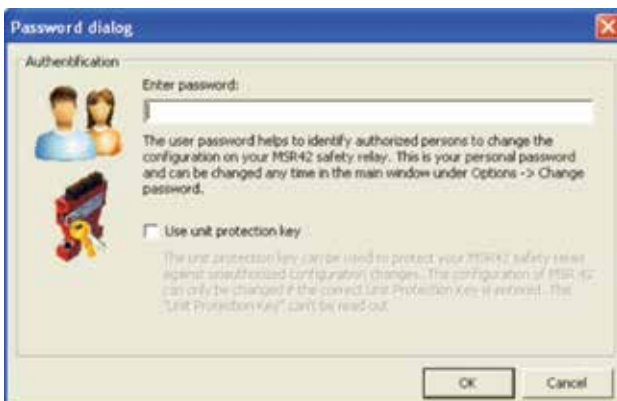 Password dialog
Authentification
Enter password:
The user password helps to identify authorized persons to change the
configuration on your MSR42 safety relay. This is your personal password
and can be changed any time in the main window under Options -> Change
password.
Use unit protection key
The unit protection key can be used to protect your MSR42 safety relay
against unauthorized configuration changes. The configuration of MSR 42
can only be changed if the correct Unit Protection Key is entered. The
"Unit Protection Key" can't be read out.
OK
Cancel